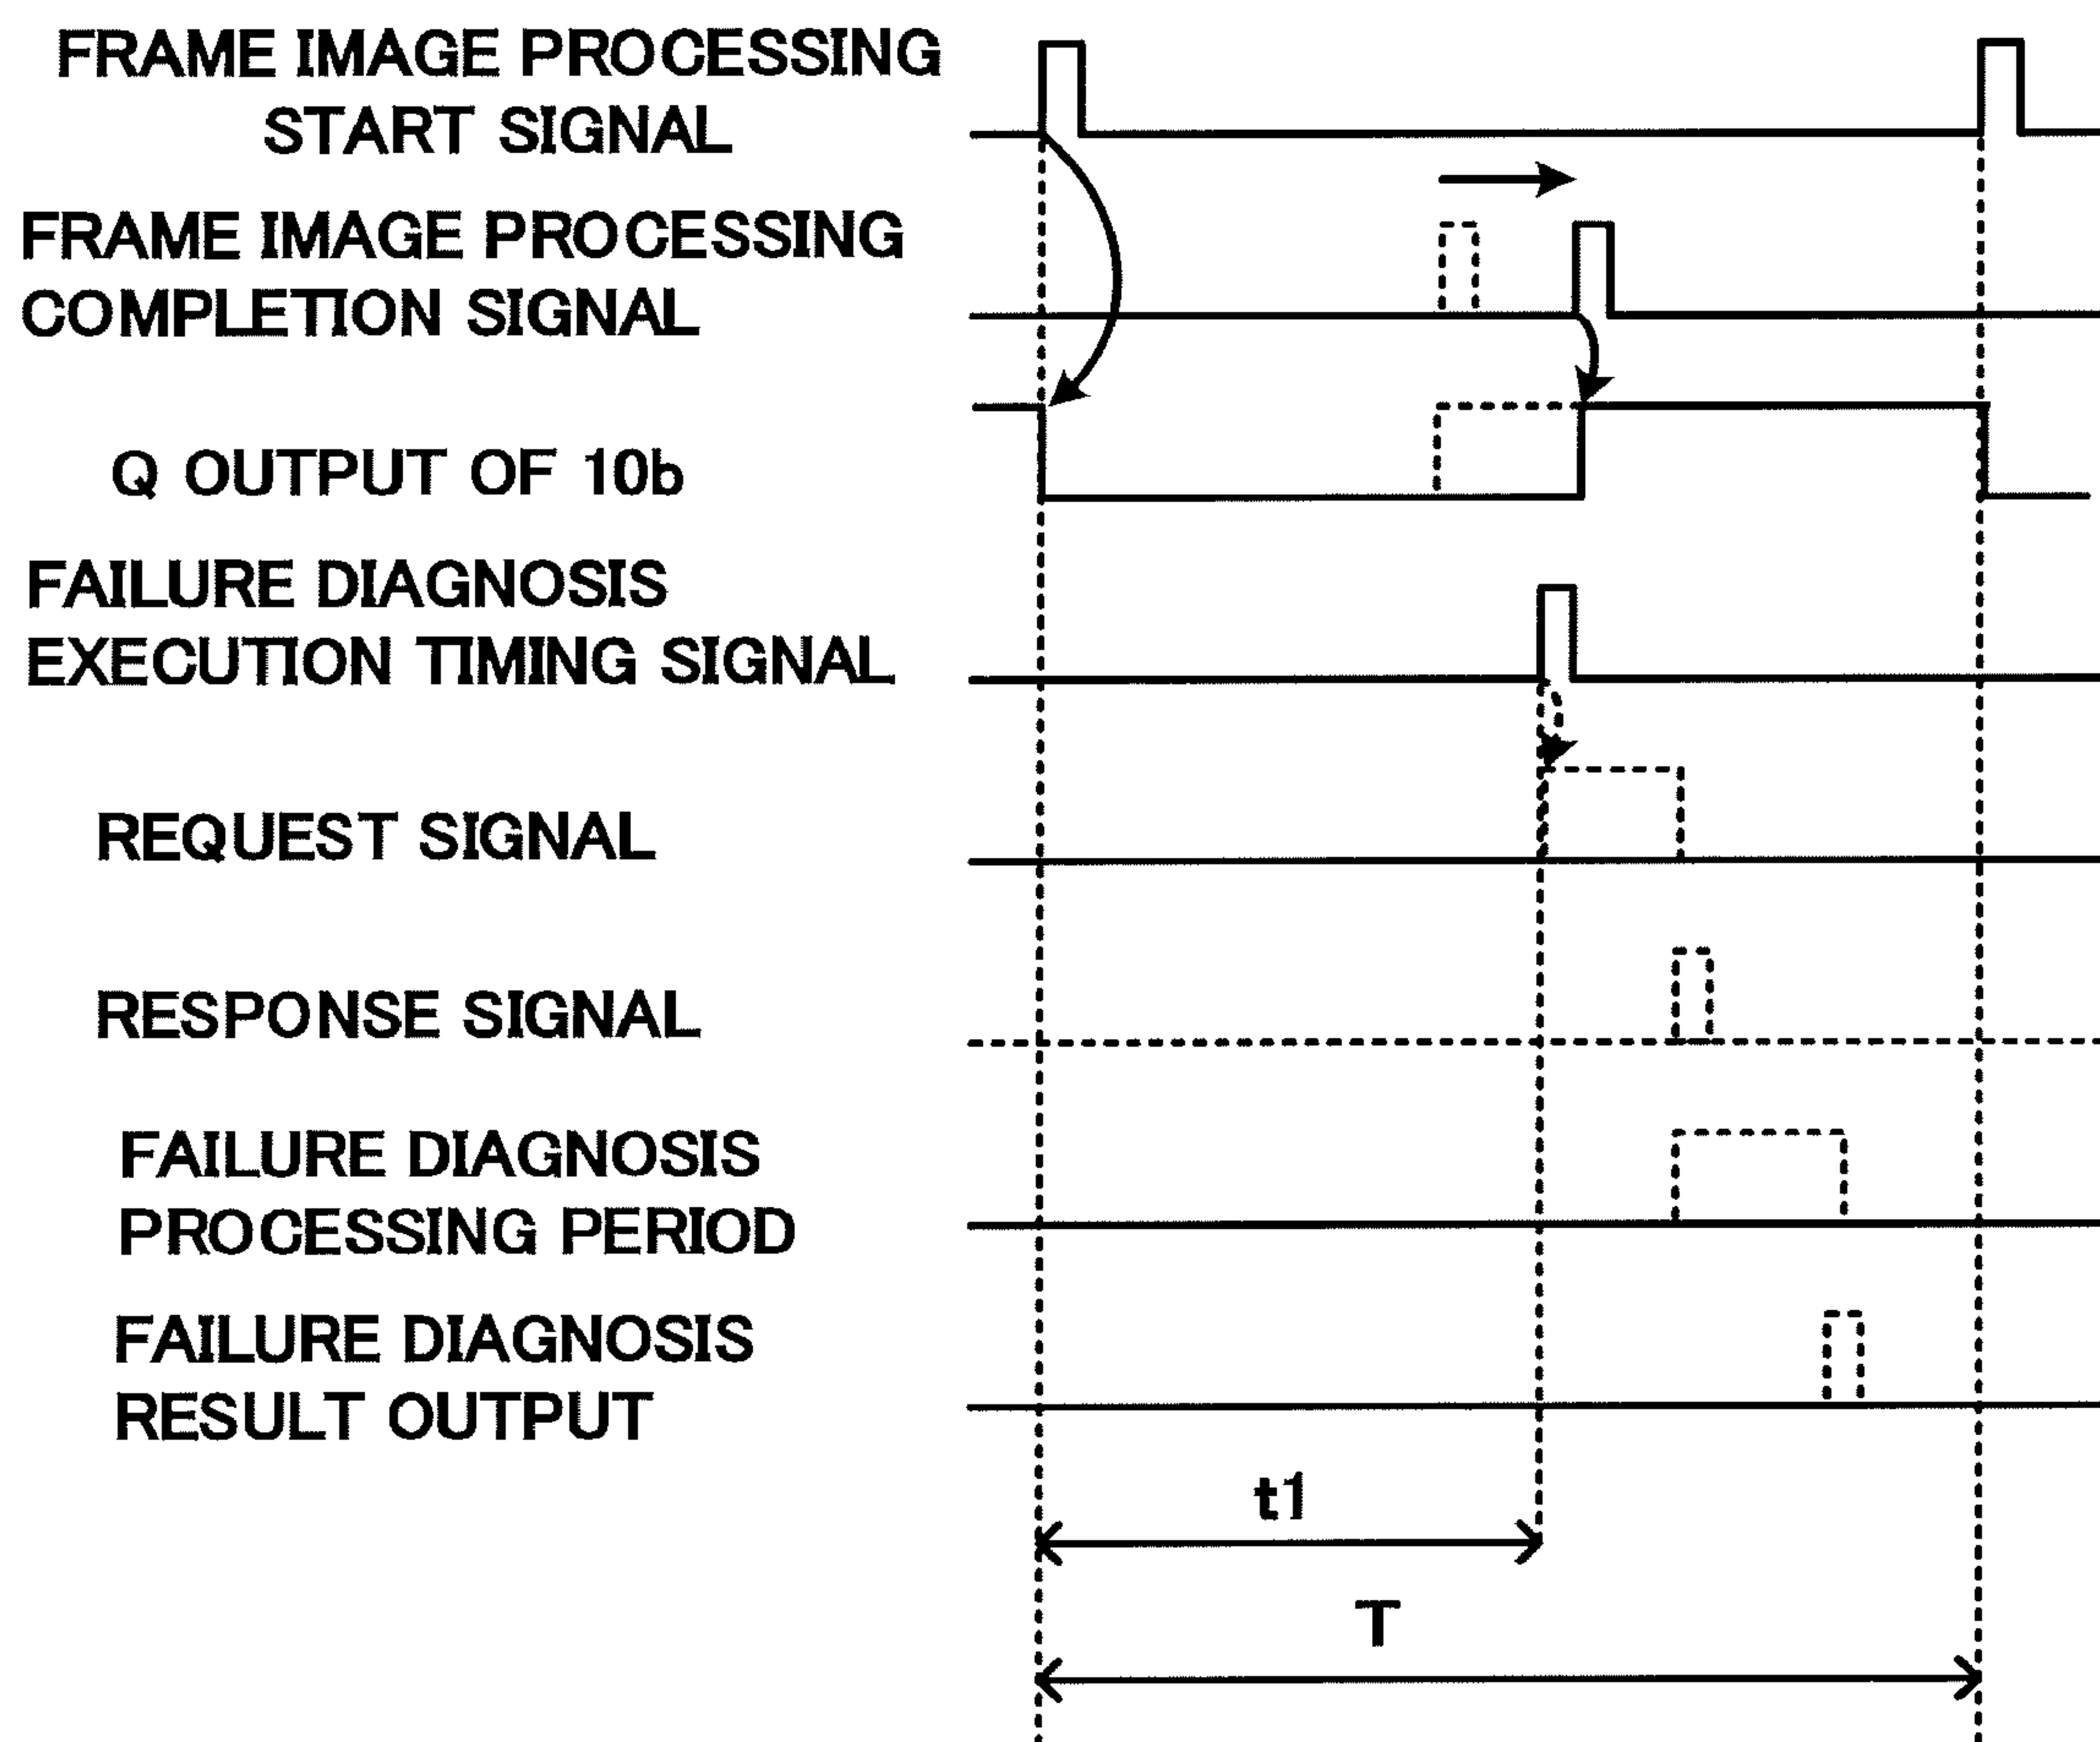 FRAME IMAGE PROCESSING
START SIGNAL
FRAME IMAGE PROCESSING
COMPLETION SIGNAL
Q OUTPUT OF 10b
FAILURE DIAGNOSIS
EXECUTION TIMING SIGNAL
REQUEST SIGNAL
RESPONSE SIGNAL
FAILURE DIAGNOSIS
PROCESSING PERIOD
FAILURE DIAGNOSIS
RESULT OUTPUT
t1
T